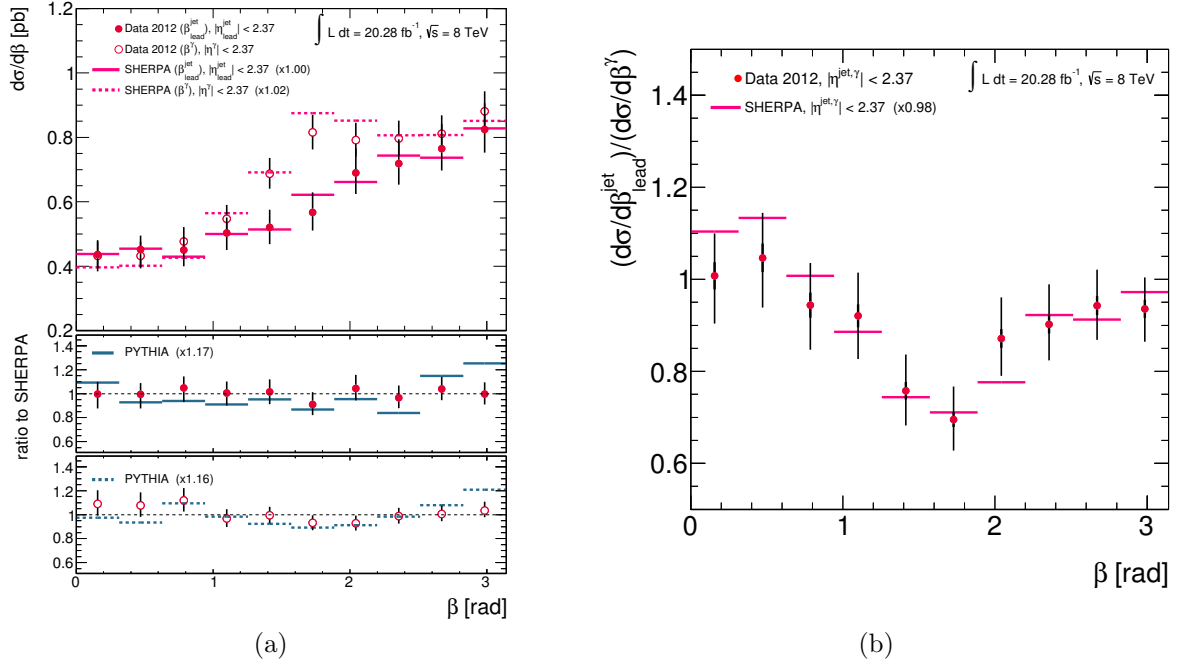 dσ/dβ [pb]
1.2
1
0.8
0.6
0.4
0.2
Data 2012 (β^jet_lead), |η^jet_lead| < 2.37
Data 2012 (β^γ), |η^γ| < 2.37
SHERPA (β^jet_lead), |η^jet_lead| < 2.37 (x1.00)
SHERPA (β^γ), |η^γ| < 2.37 (x1.02)
∫ L dt = 20.28 fb⁻¹, √s = 8 TeV
ratio to SHERPA
1.4
1.2
1
0.8
0.6
PYTHIA (x1.17)
1.4
1.2
1
0.8
0.6
PYTHIA (x1.16)
0 1 2 3
β [rad]
(a)
(dσ/dβ^jet_lead)/(dσ/dβ^γ)
1.4
1.2
1
0.8
0.6
Data 2012, |η^jet,γ| < 2.37
SHERPA, |η^jet,γ| < 2.37 (x0.98)
∫ L dt = 20.28 fb⁻¹, √s = 8 TeV
0 1 2 3
β [rad]
(b)